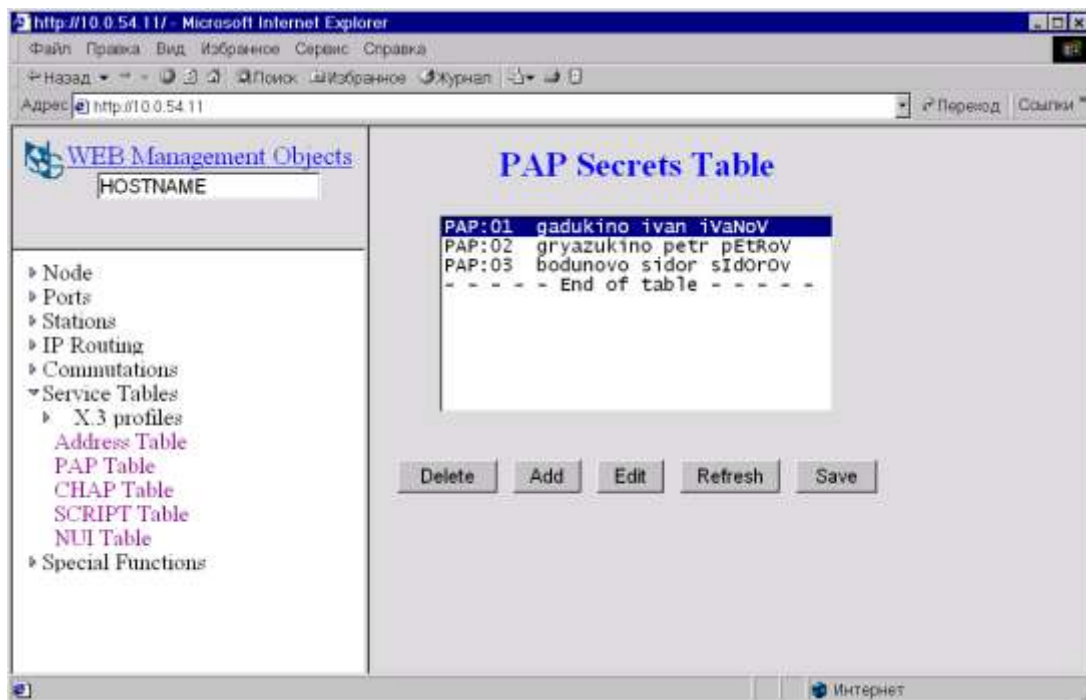 http://10.0.54.11/ - Microsoft Internet Explorer
Файл Правка Вид Избранное Сервис Справка
Назад Поиск Избранное Журнал
Адрес http://10.0.54.11 Переход Ссылки
WEB Management Objects
HOSTNAME
Node
Ports
Stations
IP Routing
Commutations
Service Tables
X.3 profiles
Address Table
PAP Table
CHAP Table
SCRIPT Table
NUI Table
Special Functions
PAP Secrets Table
PAP:01 gadukino ivan iVaNoV
PAP:02 gryazukino petr pEtRoV
PAP:03 bodunovo sidor sIdOrOv
- - - - - End of table - - - - -
Delete Add Edit Refresh Save
Интернет